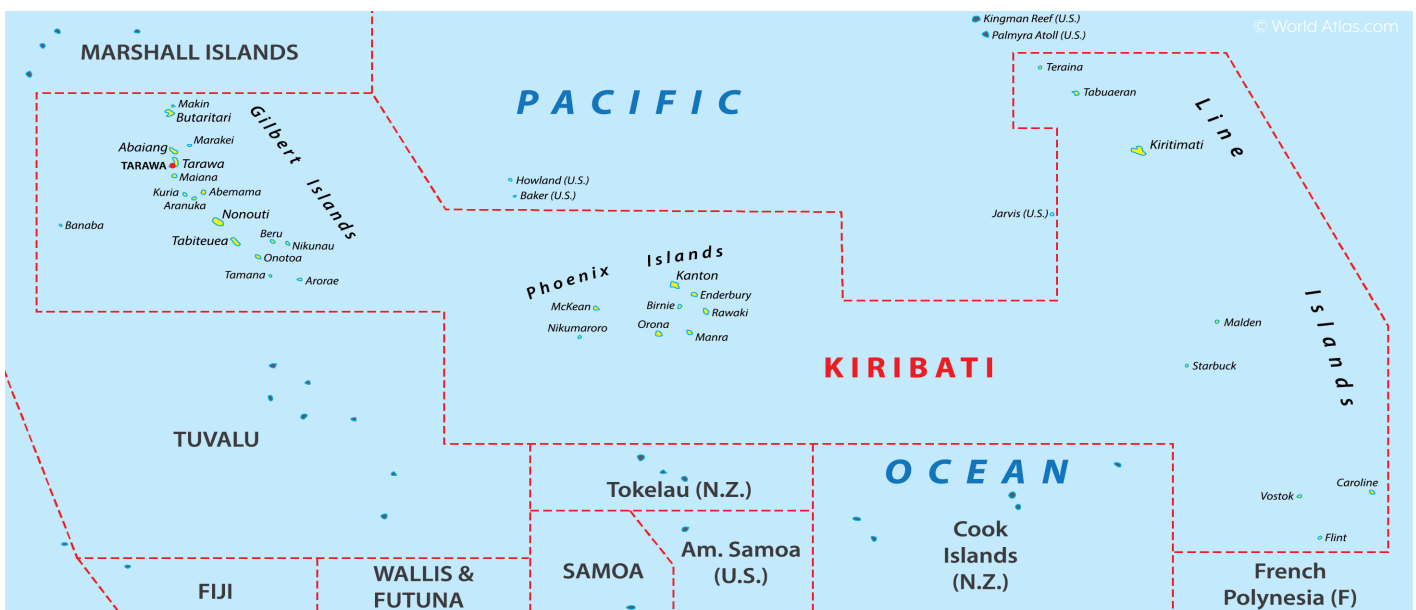 Kingman Reef (U.S.)
© World Atlas.com
Palmyra Atoll (U.S.)
MARSHALL ISLANDS
PACIFIC
Teraina
Tabuaeran
Line
Makin
Butaritari
Gilbert
Islands
Marakei
Abaiang
TARAWA
Tarawa
Kiritimati
Maiana
Kuria
Abemama
Aranuka
Howland (U.S.)
Baker (U.S.)
Nonouti
Jarvis (U.S.)
Banaba
Beru
Tabiteuea
Nikunau
Onotoa
Tamana
Arorae
Phoenix Islands
Kanton
Enderbury
McKean
Birnie
Rawaki
Nikumaroro
Orona
Manra
Islands
Malden
Starbuck
KIRIBATI
TUVALU
OCEAN
Tokelau (N.Z.)
Caroline
Vostok
Flint
Cook
Islands
(N.Z.)
Am. Samoa
(U.S.)
SAMOA
WALLIS &
FUTUNA
FIJI
French
Polynesia (F)